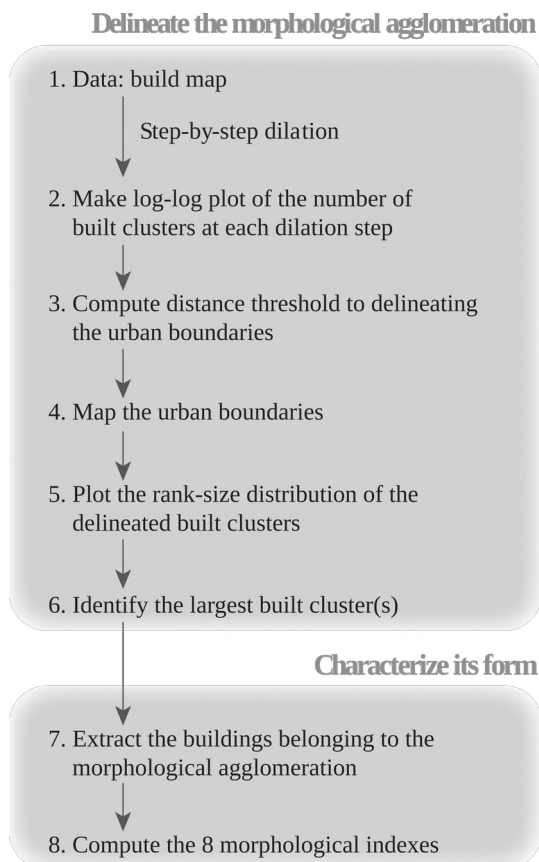 Delineate the morphological agglomeration
1. Data: build map
Step-by-step dilation
2. Make log-log plot of the number of
built clusters at each dilation step
3. Compute distance threshold to delineating
the urban boundaries
4. Map the urban boundaries
5. Plot the rank-size distribution of the
delineated built clusters
6. Identify the largest built cluster(s)
Characterize its form
7. Extract the buildings belonging to the
morphological agglomeration
8. Compute the 8 morphological indexes